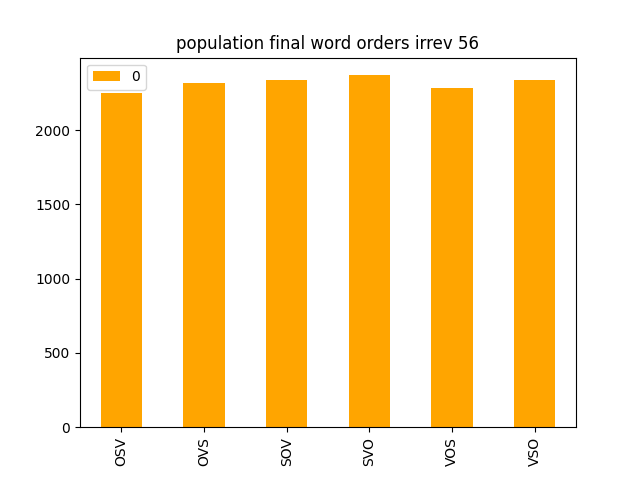 population final word orders irrev 56
0
2000
1500
1000
500
0
OSV
OVS
SOV
SVO
VOS
VSO